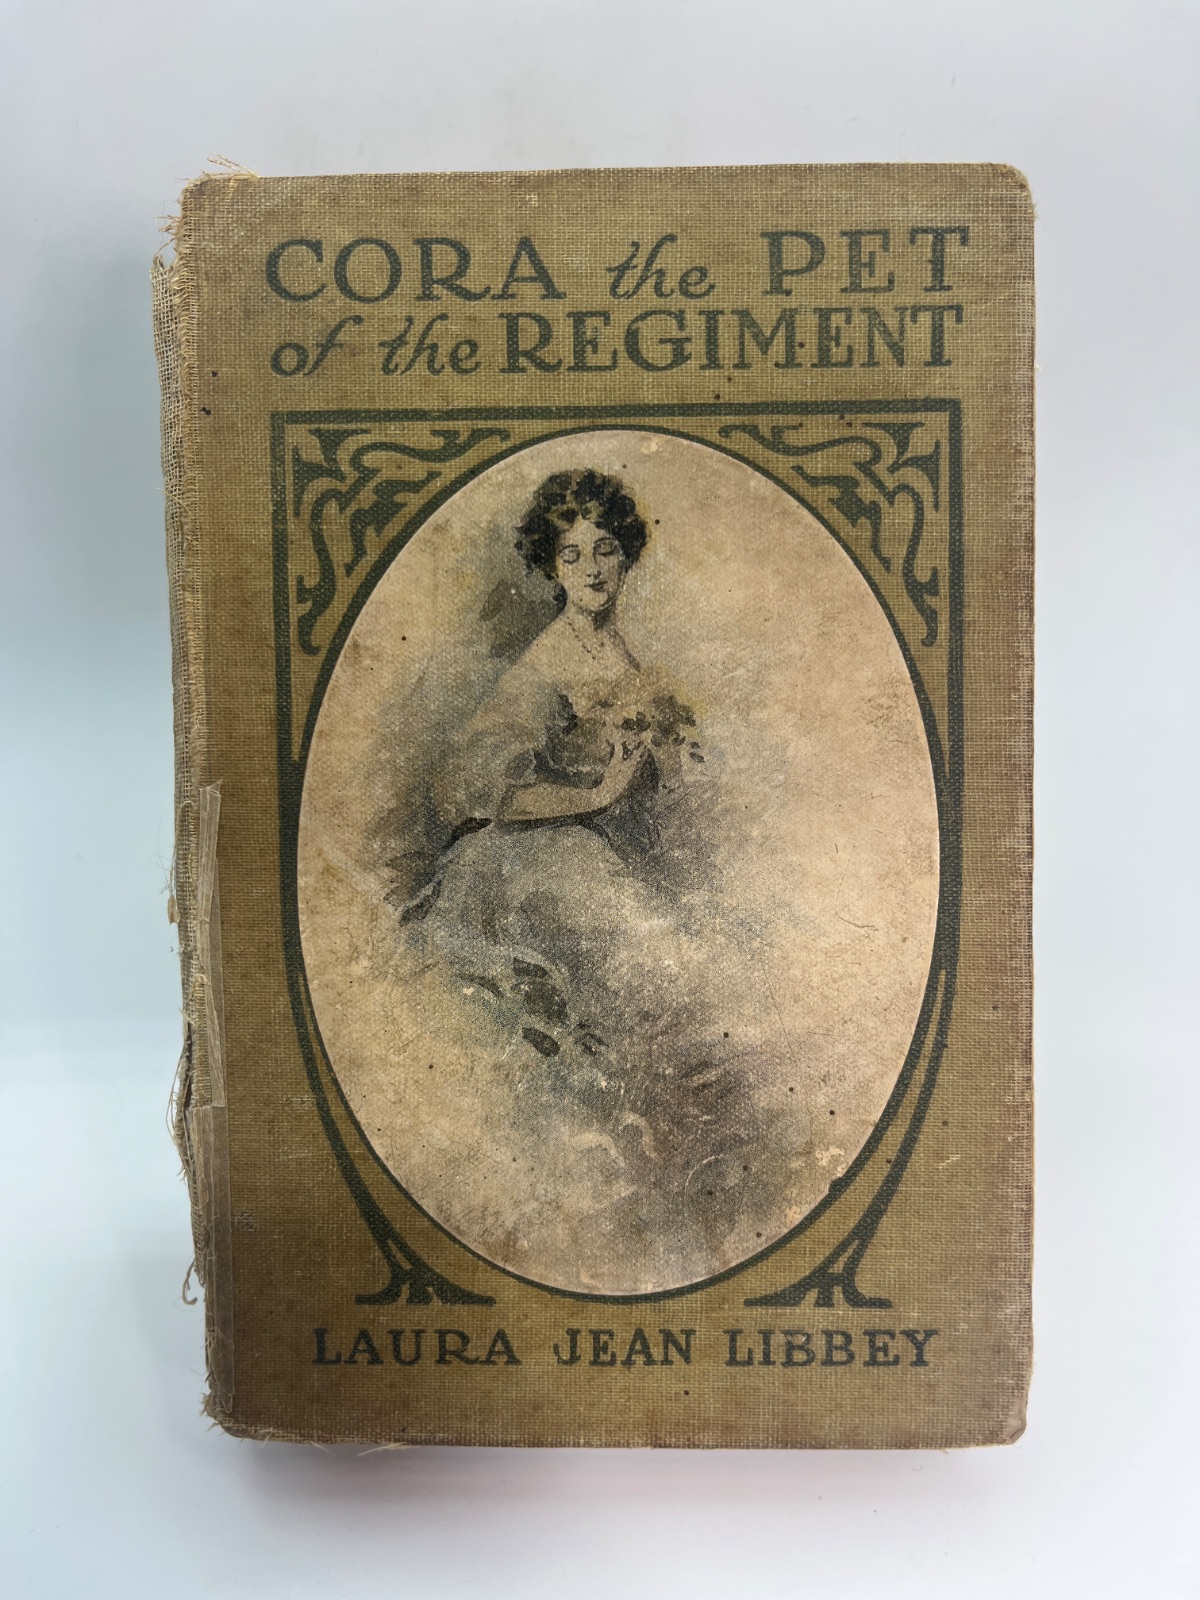 CORA the PET
of the REGIMENT
LAURA JEAN LIBBEY